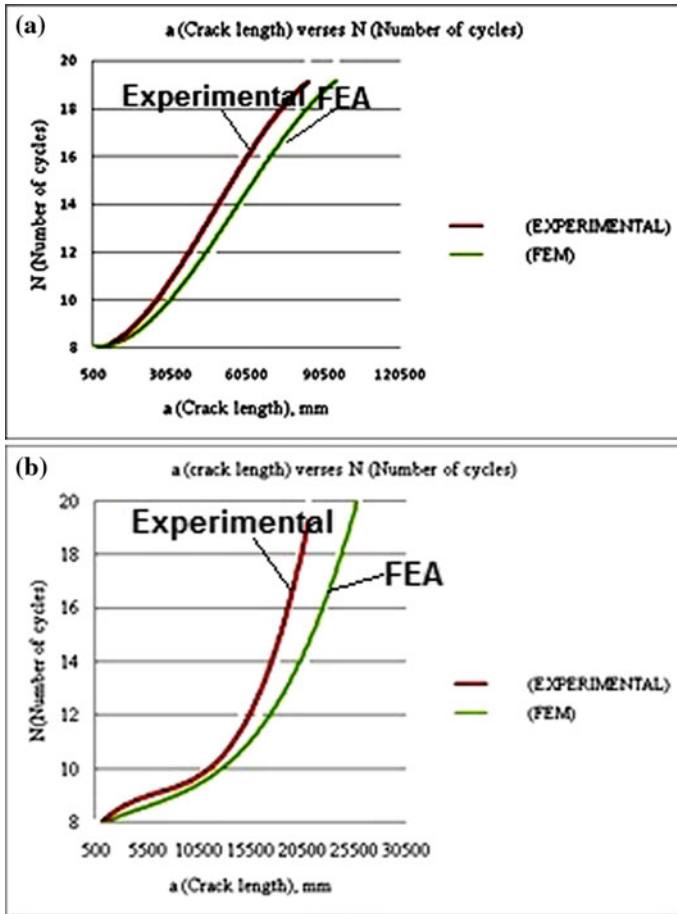 (a)
a (Crack length) verses N (Number of cycles)
20
Experimental FEA
18
16
14
12
10
8
N (Number of cycles)
(EXPERIMENTAL)
(FEM)
500 30500 60500 90500 120500
a (Crack length), mm
(b)
a (crack length) verses N (Number of cycles)
20
Experimental
18
FEA
16
14
12
10
8
N(Number of cycles)
(EXPERIMENTAL)
(FEM)
500 5500 10500 15500 20500 25500 30500
a (Crack length), mm